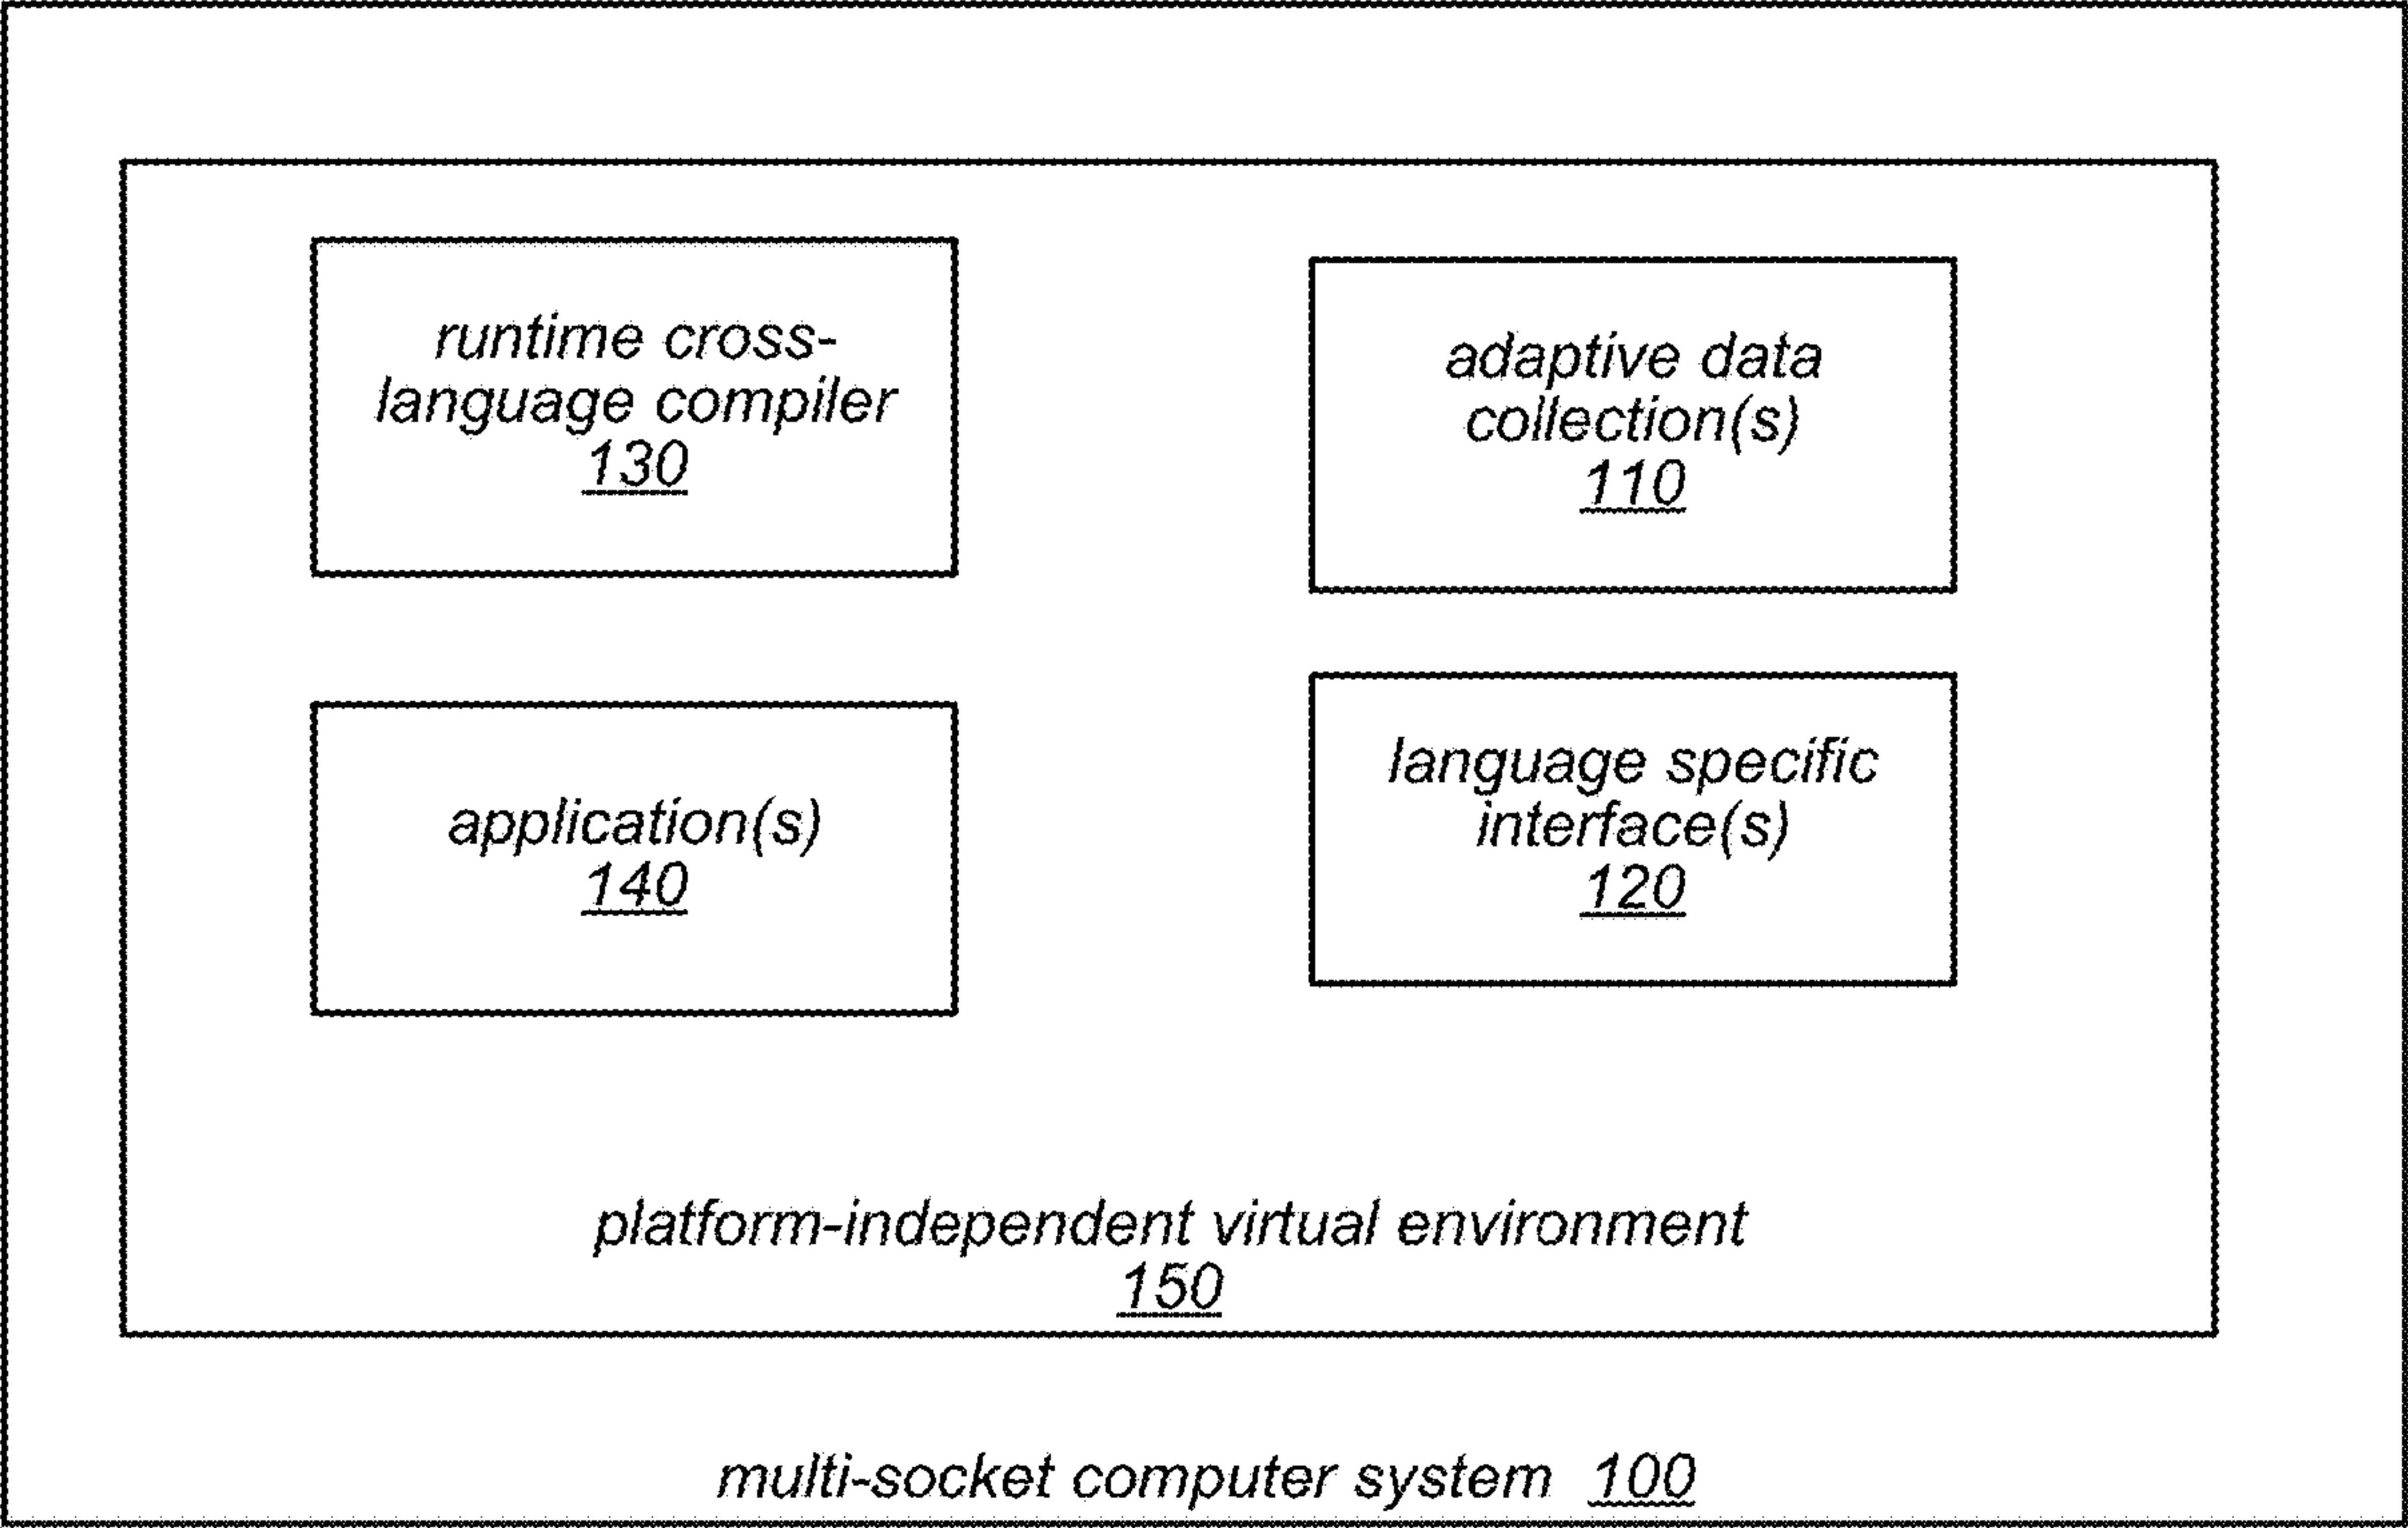 runtime cross-
language compiler
130
adaptive data
collection(s)
110
application(s)
140
language specific
interface(s)
120
platform-independent virtual environment
150
multi-socket computer system 100